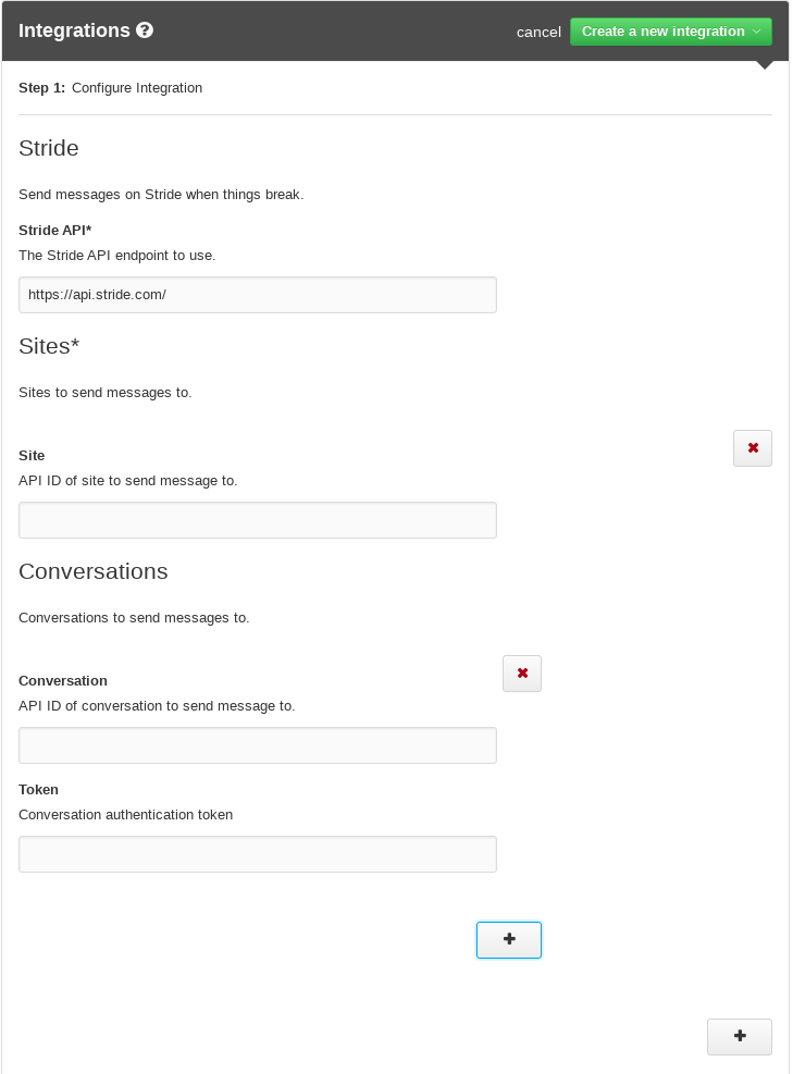 Integrations
cancel
Create a new integration
Step 1: Configure Integration
Stride
Send messages on Stride when things break.
Stride API*
The Stride API endpoint to use.
https://api.stride.com/
Sites*
Sites to send messages to.
Site
API ID of site to send message to.
Conversations
Conversations to send messages to.
Conversation
API ID of conversation to send message to.
Token
Conversation authentication token